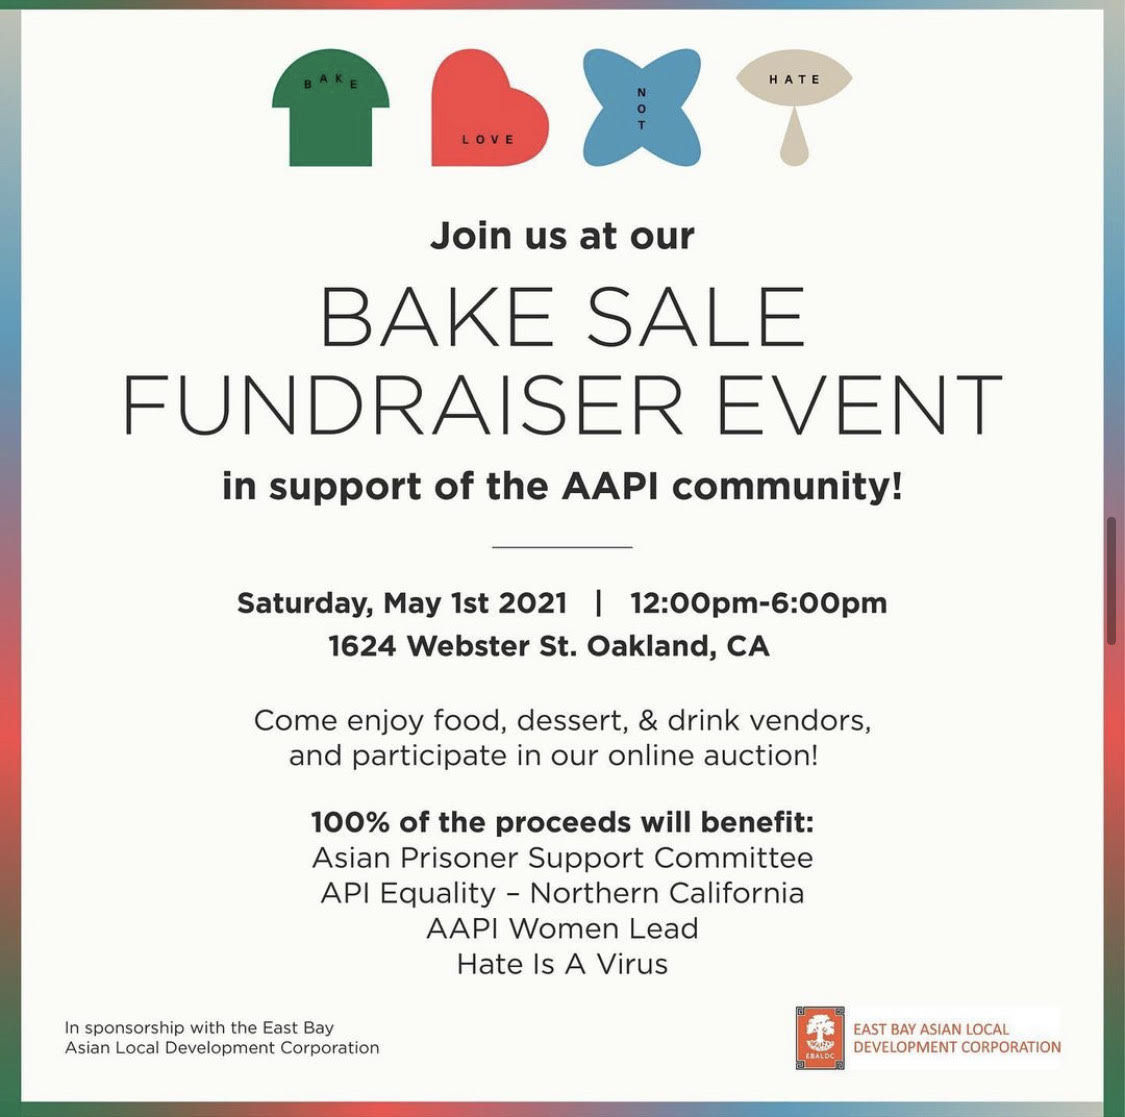 BAKE
LOVE
NOT
HATE
Join us at our
BAKE SALE
FUNDRAISER EVENT
in support of the AAPI community!
Saturday, May 1st 2021 | 12:00pm-6:00pm
1624 Webster St. Oakland, CA
Come enjoy food, dessert, & drink vendors,
and participate in our online auction!
100% of the proceeds will benefit:
Asian Prisoner Support Committee
API Equality – Northern California
AAPI Women Lead
Hate Is A Virus
In sponsorship with the East Bay
Asian Local Development Corporation
EBALDC
EAST BAY ASIAN LOCAL
DEVELOPMENT CORPORATION